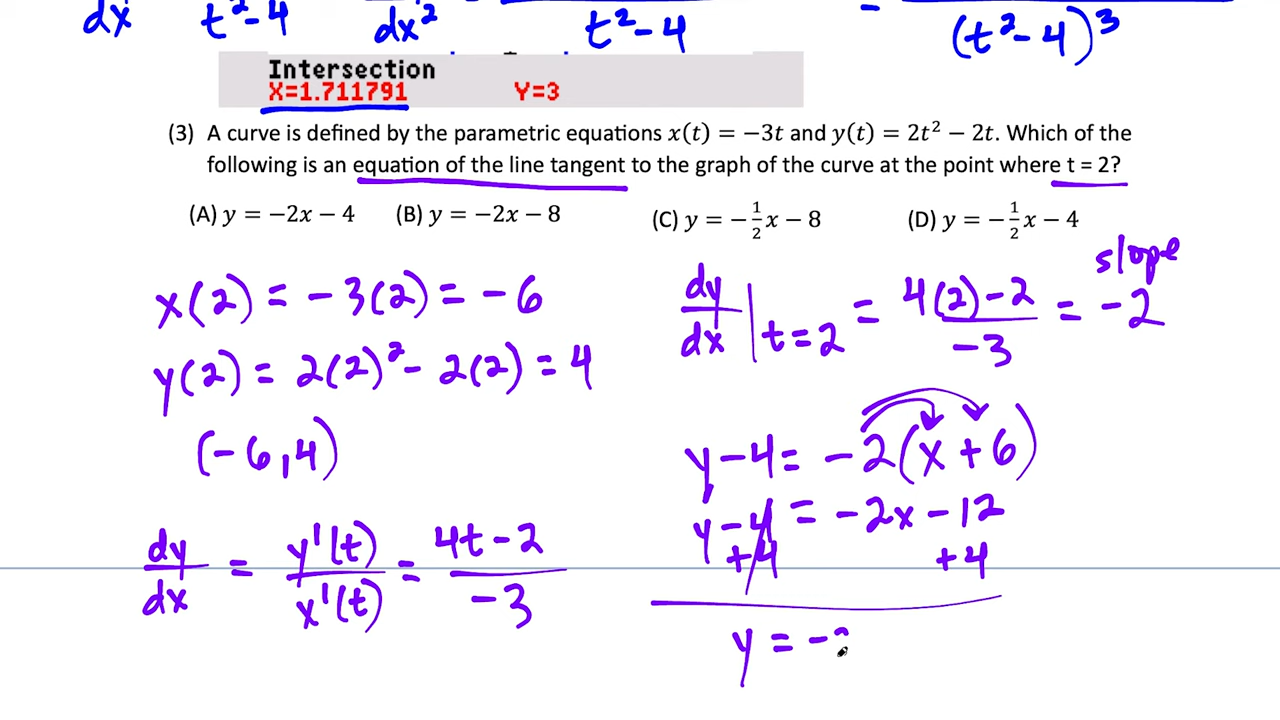 dx t²-4 dx² t²-4 = (t²-4)³
Intersection
X=1.711791 Y=3
(3) A curve is defined by the parametric equations x(t) = −3t and y(t) = 2t² − 2t. Which of the
following is an equation of the line tangent to the graph of the curve at the point where t = 2?
(A) y = −2x − 4 (B) y = −2x − 8 (C) y = −1/2x − 8 (D) y = −1/2x − 4
slope
x(2) = -3(2) = -6
y(2) = 2(2)² - 2(2) = 4
(-6,4)
dy/dx = y'(t)/x'(t) = 4t-2/-3
dy/dx | t=2 = 4(2)-2/-3 = -2
y-4= -2(x+6)
y-4 = -2x-12
+4 +4
y = -